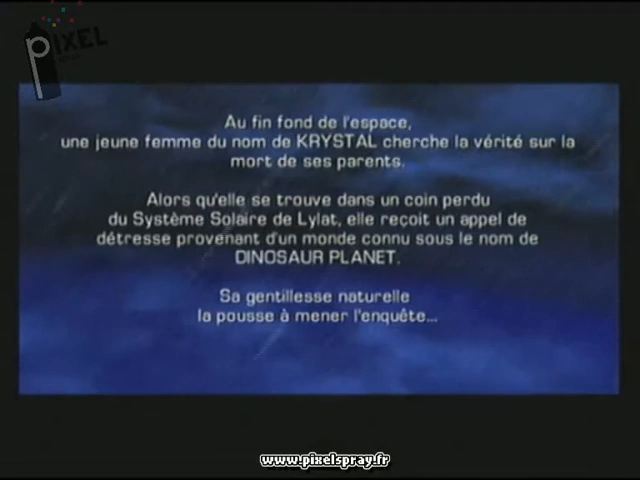 PIXEL
Au fin fond de l'espace,
une jeune femme du nom de KRYSTAL cherche la vérité sur la
mort de ses parents.
Alors qu'elle se trouve dans un coin perdu
du Système Solaire de Lylat, elle reçoit un appel de
détresse provenant d'un monde connu sous le nom de
DINOSAUR PLANET.
Sa gentillesse naturelle
la pousse à mener l'enquête...
www.pixelspray.fr